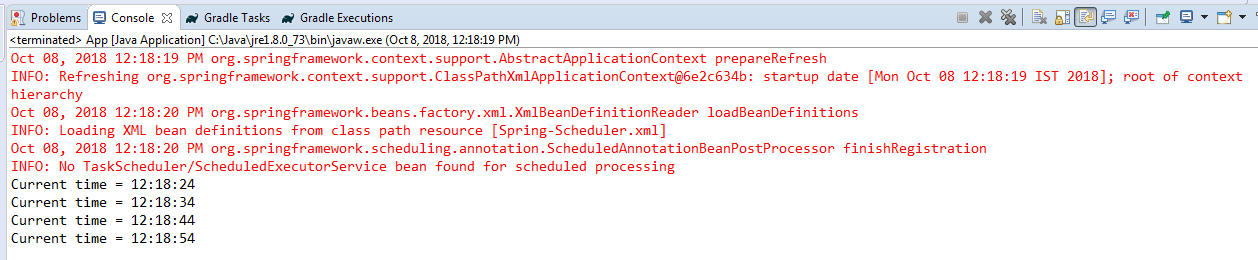 Problems Console Gradle Tasks Gradle Executions
<terminated> App [Java Application] C:\Java\jre1.8.0_73\bin\javaw.exe (Oct 8, 2018, 12:18:19 PM)
Oct 08, 2018 12:18:19 PM org.springframework.context.support.AbstractApplicationContext prepareRefresh
INFO: Refreshing org.springframework.context.support.ClassPathXmlApplicationContext@6e2c634b: startup date [Mon Oct 08 12:18:19 IST 2018]; root of context
hierarchy
Oct 08, 2018 12:18:20 PM org.springframework.beans.factory.xml.XmlBeanDefinitionReader loadBeanDefinitions
INFO: Loading XML bean definitions from class path resource [Spring-Scheduler.xml]
Oct 08, 2018 12:18:20 PM org.springframework.scheduling.annotation.ScheduledAnnotationBeanPostProcessor finishRegistration
INFO: No TaskScheduler/ScheduledExecutorService bean found for scheduled processing
Current time = 12:18:24
Current time = 12:18:34
Current time = 12:18:44
Current time = 12:18:54